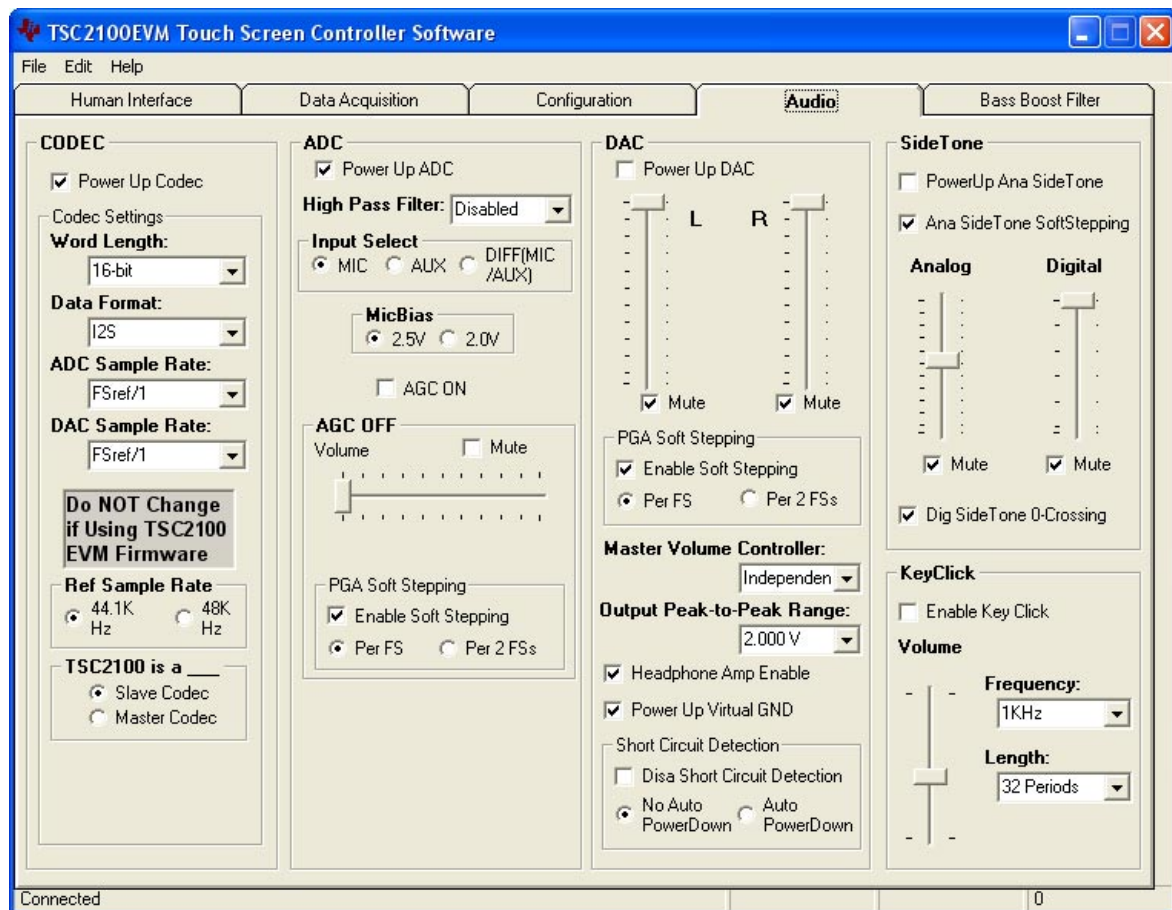 TSC2100EVM Touch Screen Controller Software
File Edit Help
Human Interface
Data Acquisition
Configuration
Audio
Bass Boost Filter
CODEC
Power Up Codec
Codec Settings
Word Length:
16-bit
Data Format:
I2S
ADC Sample Rate:
FSref/1
DAC Sample Rate:
FSref/1
Do NOT Change
if Using TSC2100
EVM Firmware
Ref Sample Rate
44.1K
Hz
48K
Hz
TSC2100 is a ___
Slave Codec
Master Codec
ADC
Power Up ADC
High Pass Filter: Disabled
Input Select
MIC AUX DIFF(MIC
/AUX)
MicBias
2.5V 2.0V
AGC ON
AGC OFF
Volume
Mute
PGA Soft Stepping
Enable Soft Stepping
Per FS Per 2 FSs
DAC
Power Up DAC
L R
Mute Mute
PGA Soft Stepping
Enable Soft Stepping
Per FS Per 2 FSs
Master Volume Controller:
Independen
Output Peak-to-Peak Range:
2.000 V
Headphone Amp Enable
Power Up Virtual GND
Short Circuit Detection
Disa Short Circuit Detection
No Auto
PowerDown
Auto
PowerDown
SideTone
PowerUp Ana SideTone
Ana SideTone SoftStepping
Analog Digital
Mute Mute
Dig SideTone 0-Crossing
KeyClick
Enable Key Click
Volume
Frequency:
1KHz
Length:
32 Periods
Connected
0